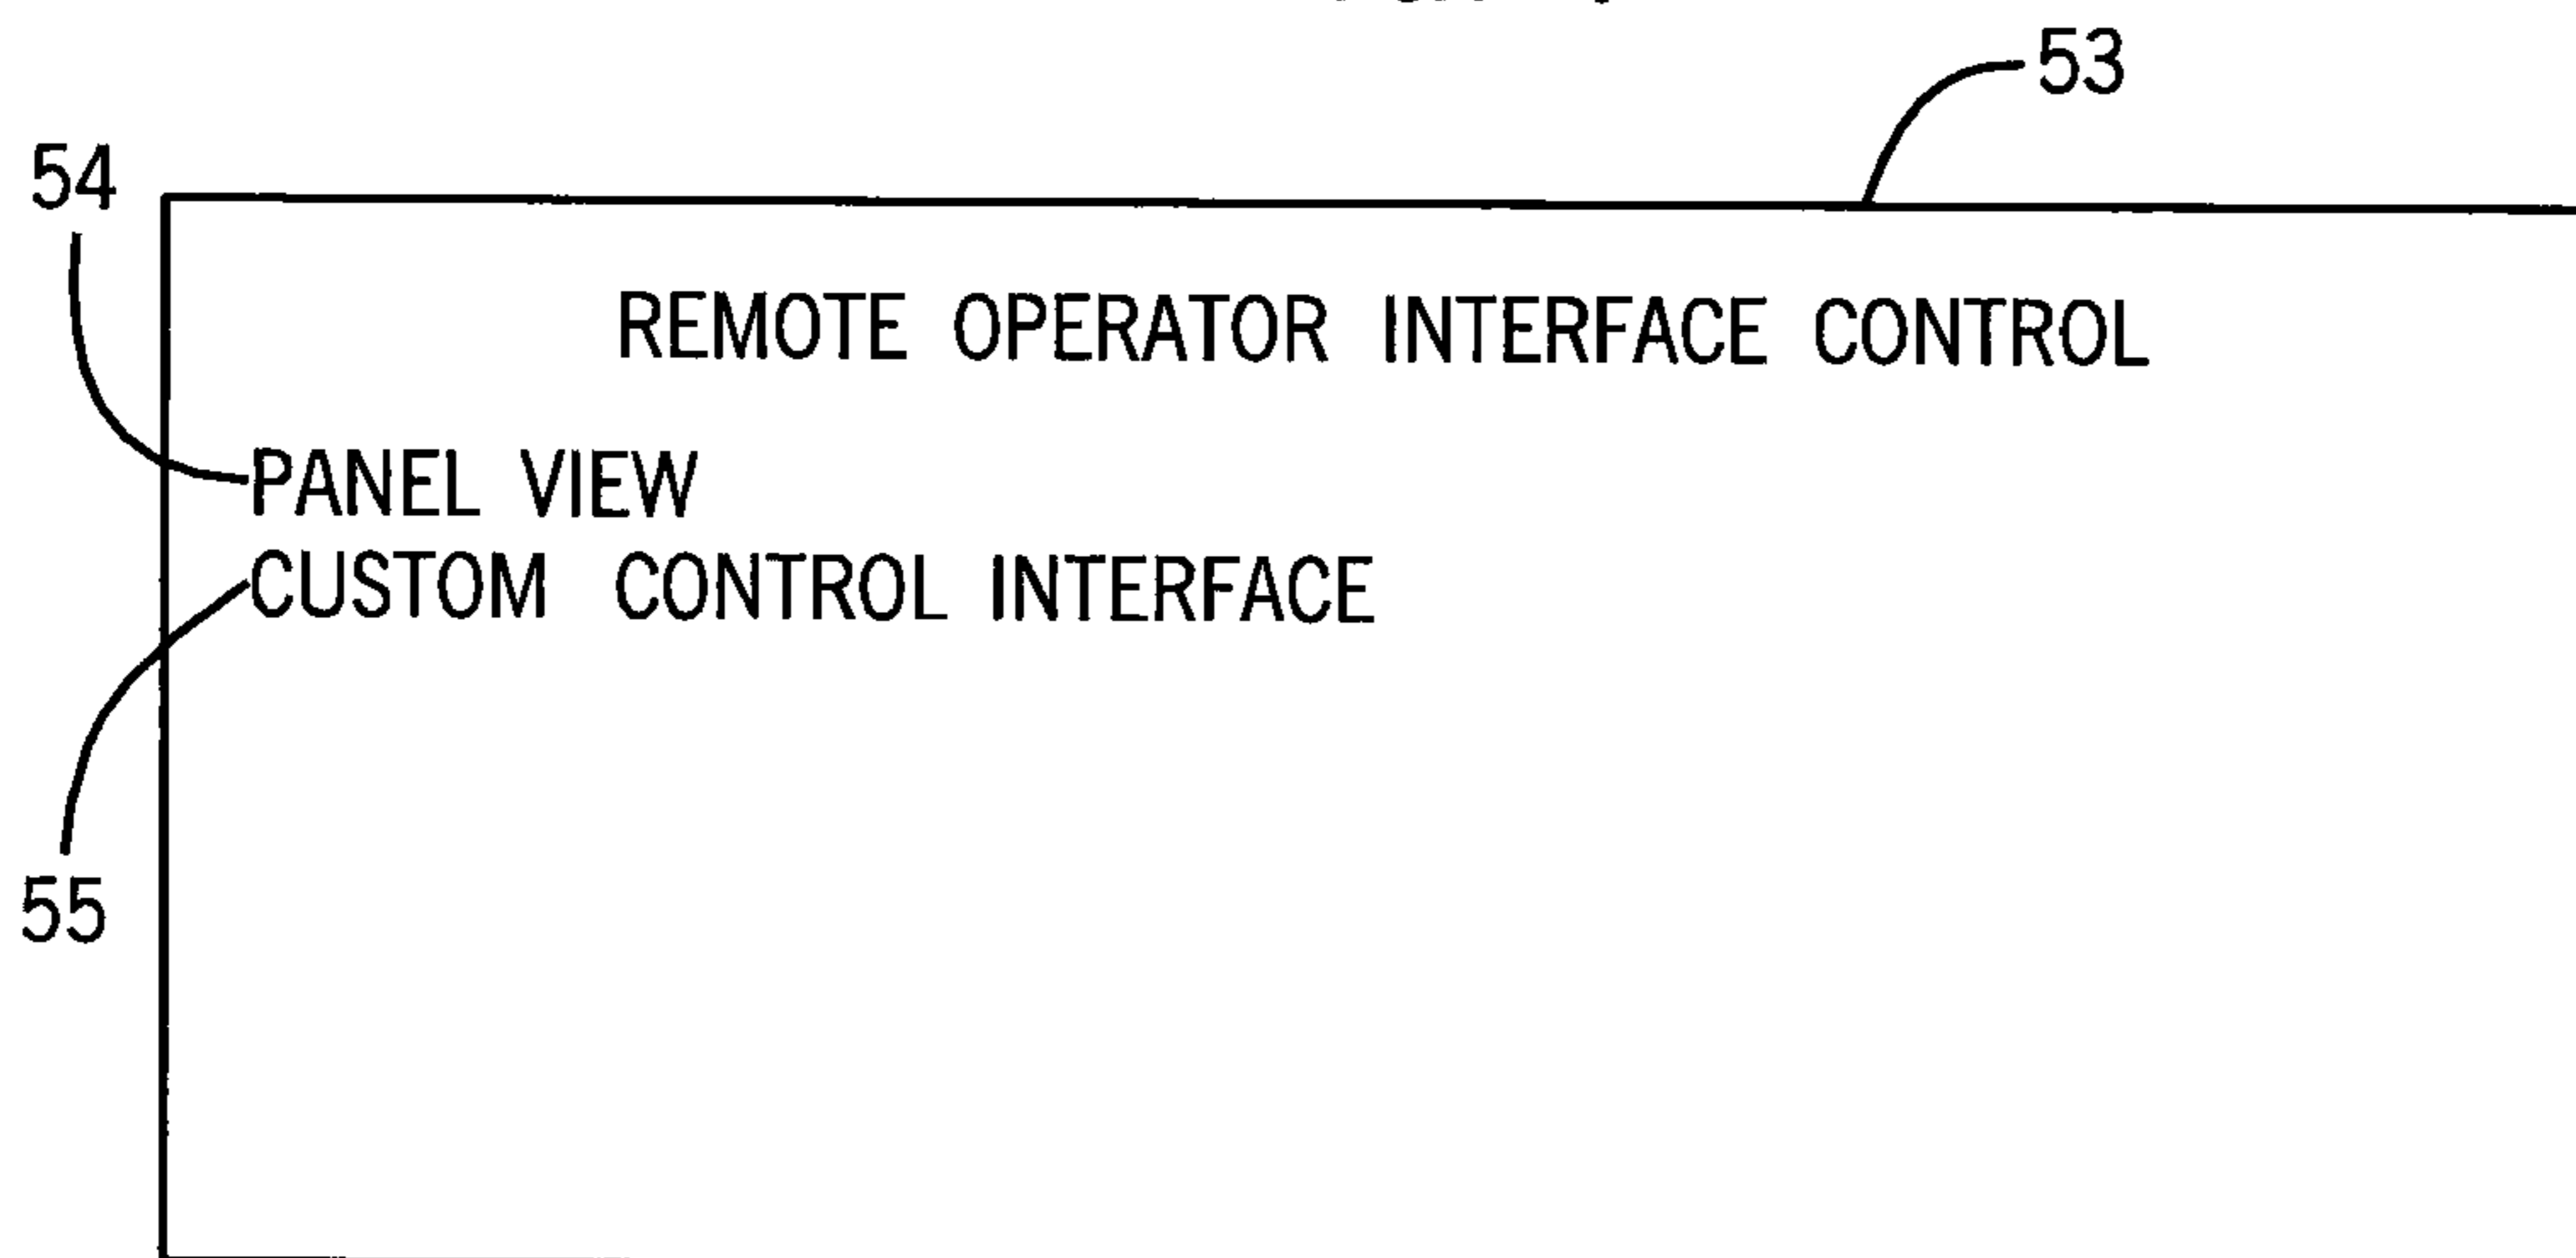 53
54
REMOTE OPERATOR INTERFACE CONTROL
PANEL VIEW
CUSTOM CONTROL INTERFACE
55